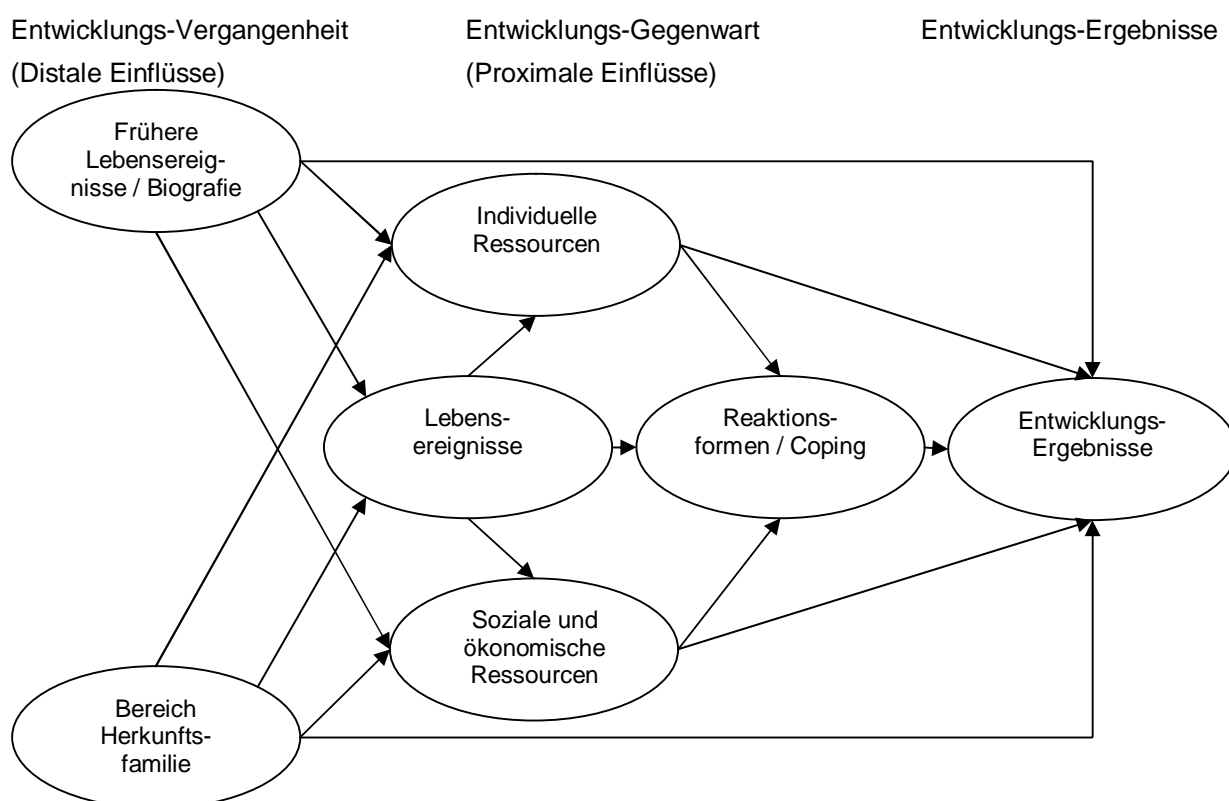 Entwicklungs-Vergangenheit
(Distale Einflüsse)
Entwicklungs-Gegenwart
(Proximale Einflüsse)
Entwicklungs-Ergebnisse
Frühere
Lebensereig-
nisse / Biografie
Individuelle
Ressourcen
Lebens-
ereignisse
Reaktions-
formen / Coping
Entwicklungs-
Ergebnisse
Soziale und
ökonomische
Ressourcen
Bereich
Herkunfts-
familie